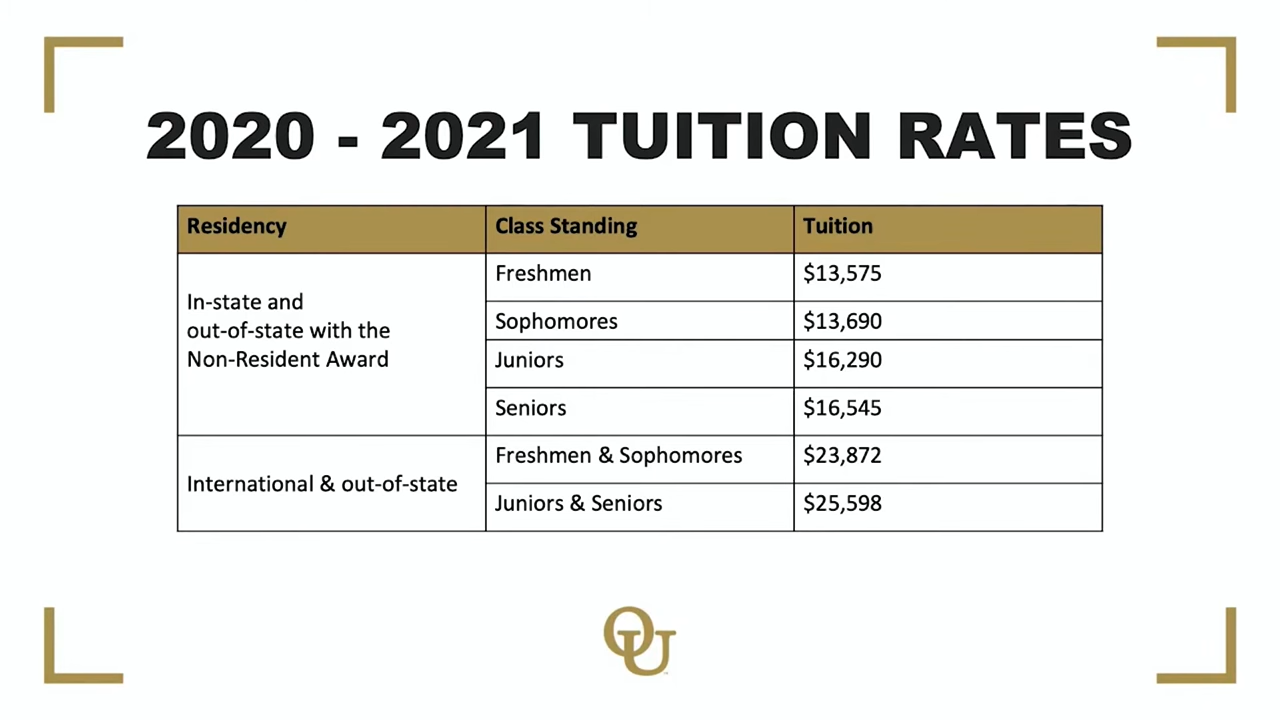 2020 - 2021 TUITION RATES
Residency Class Standing Tuition
In-state and
out-of-state with the
Non-Resident Award
Freshmen $13,575
Sophomores $13,690
Juniors $16,290
Seniors $16,545
International & out-of-state
Freshmen & Sophomores $23,872
Juniors & Seniors $25,598
OU